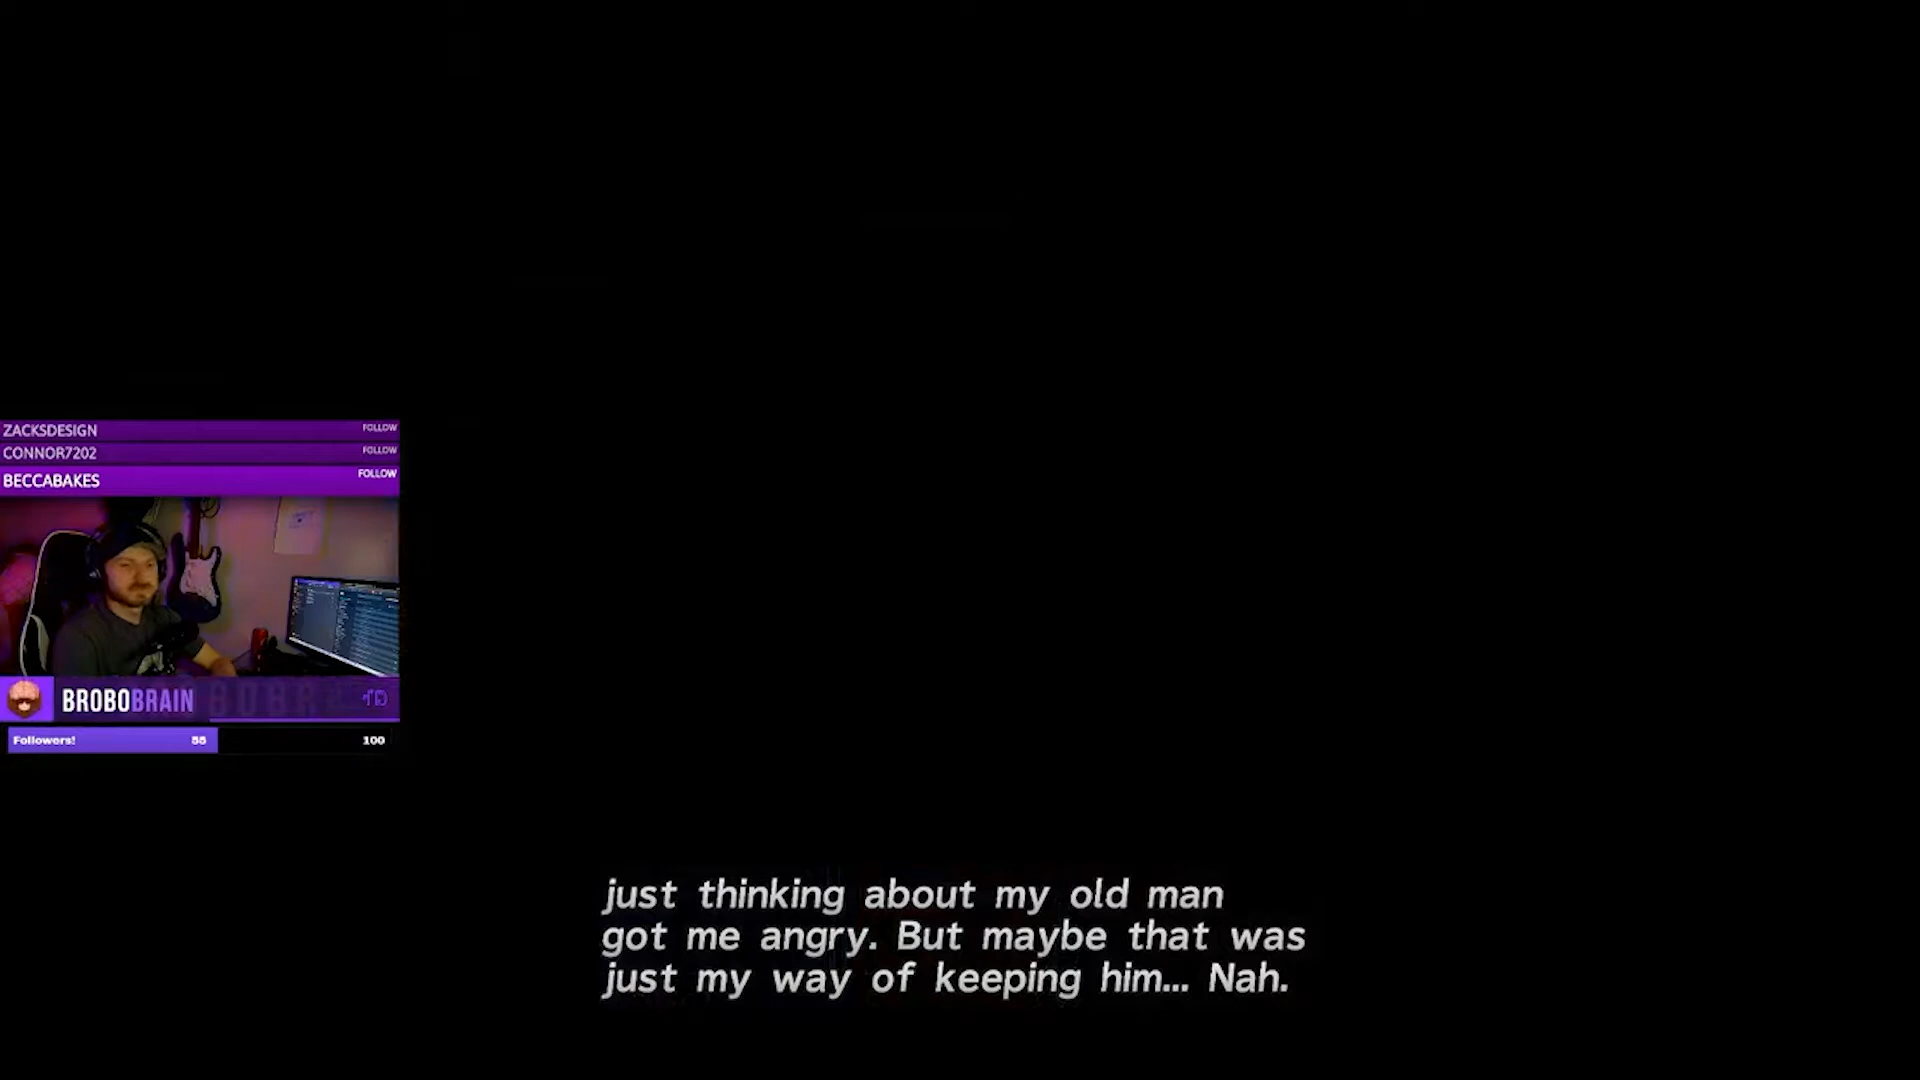 ZACKSDESIGN FOLLOW
CONNOR7202 FOLLOW
BECCABAKES FOLLOW
BROBOBRAIN
Followers! 55 100
just thinking about my old man
got me angry. But maybe that was
just my way of keeping him... Nah.